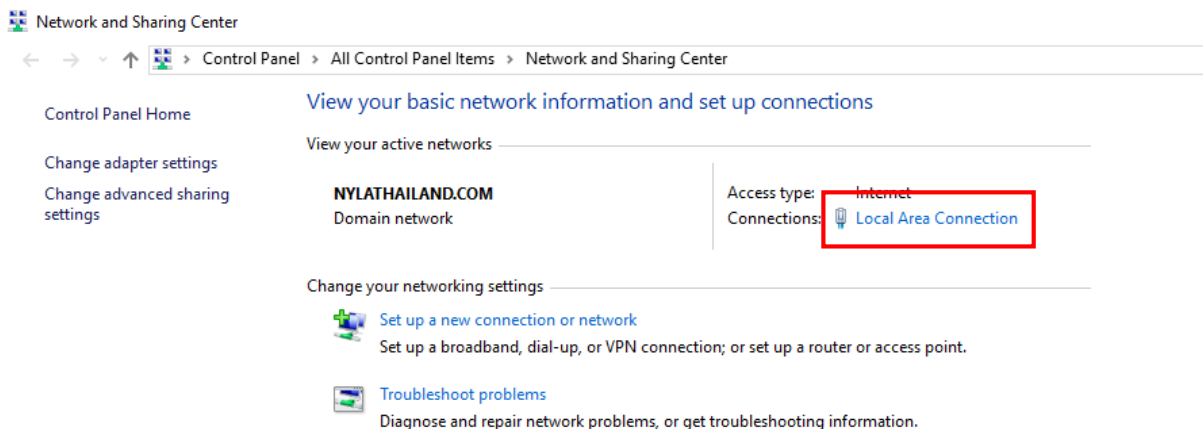 Network and Sharing Center
Control Panel > All Control Panel Items > Network and Sharing Center
Control Panel Home
Change adapter settings
Change advanced sharing
settings
View your basic network information and set up connections
View your active networks
NYLATHAILAND.COM
Domain network
Access type: Internet
Connections: Local Area Connection
Change your networking settings
Set up a new connection or network
Set up a broadband, dial-up, or VPN connection; or set up a router or access point.
Troubleshoot problems
Diagnose and repair network problems, or get troubleshooting information.